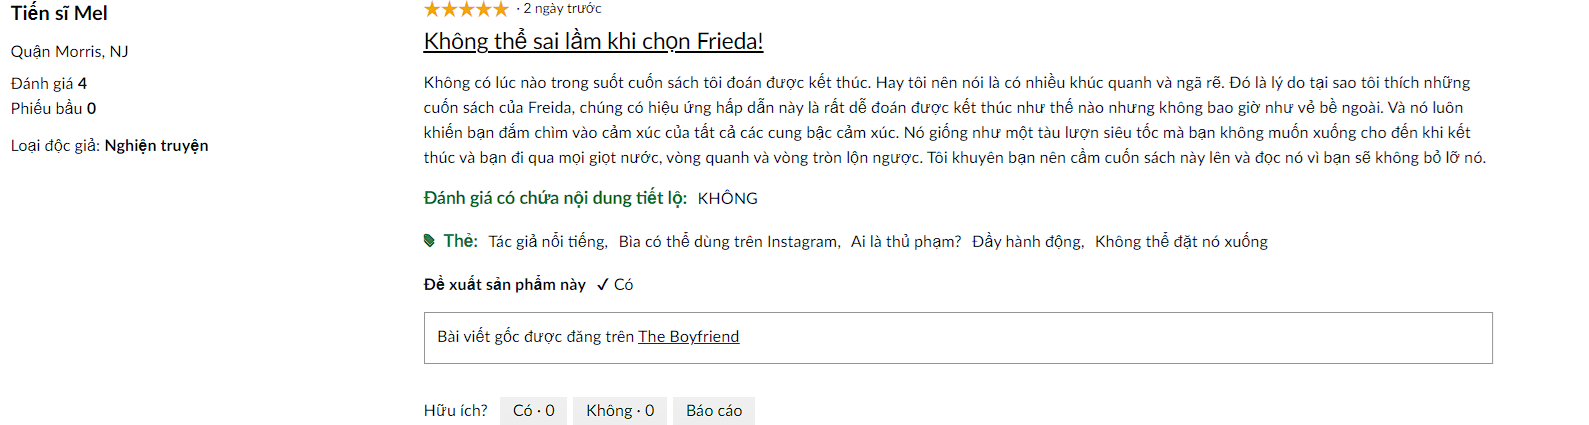 Tiến sĩ Mel
Quận Morris, NJ
Đánh giá 4
Phiếu bầu 0
Loại độc giả: Nghiện truyện
· 2 ngày trước
Không thể sai lầm khi chọn Frieda!
Không có lúc nào trong suốt cuốn sách tôi đoán được kết thúc. Hay tôi nên nói là có nhiều khúc quanh và ngã rẽ. Đó là lý do tại sao tôi thích những
cuốn sách của Freida, chúng có hiệu ứng hấp dẫn này là rất dễ đoán được kết thúc như thế nào nhưng không bao giờ như vẻ bề ngoài. Và nó luôn
khiến bạn đắm chìm vào cảm xúc của tất cả các cung bậc cảm xúc. Nó giống như một tàu lượn siêu tốc mà bạn không muốn xuống cho đến khi kết
thúc và bạn đi qua mọi giọt nước, vòng quanh và vòng tròn lộn ngược. Tôi khuyên bạn nên cầm cuốn sách này lên và đọc nó vì bạn sẽ không bỏ lỡ nó.
Đánh giá có chứa nội dung tiết lộ: KHÔNG
Thẻ: Tác giả nổi tiếng, Bìa có thể dùng trên Instagram, Ai là thủ phạm? Đầy hành động, Không thể đặt nó xuống
Đề xuất sản phẩm này ✔ Có
Bài viết gốc được đăng trên The Boyfriend
Hữu ích? Có · 0 Không · 0 Báo cáo